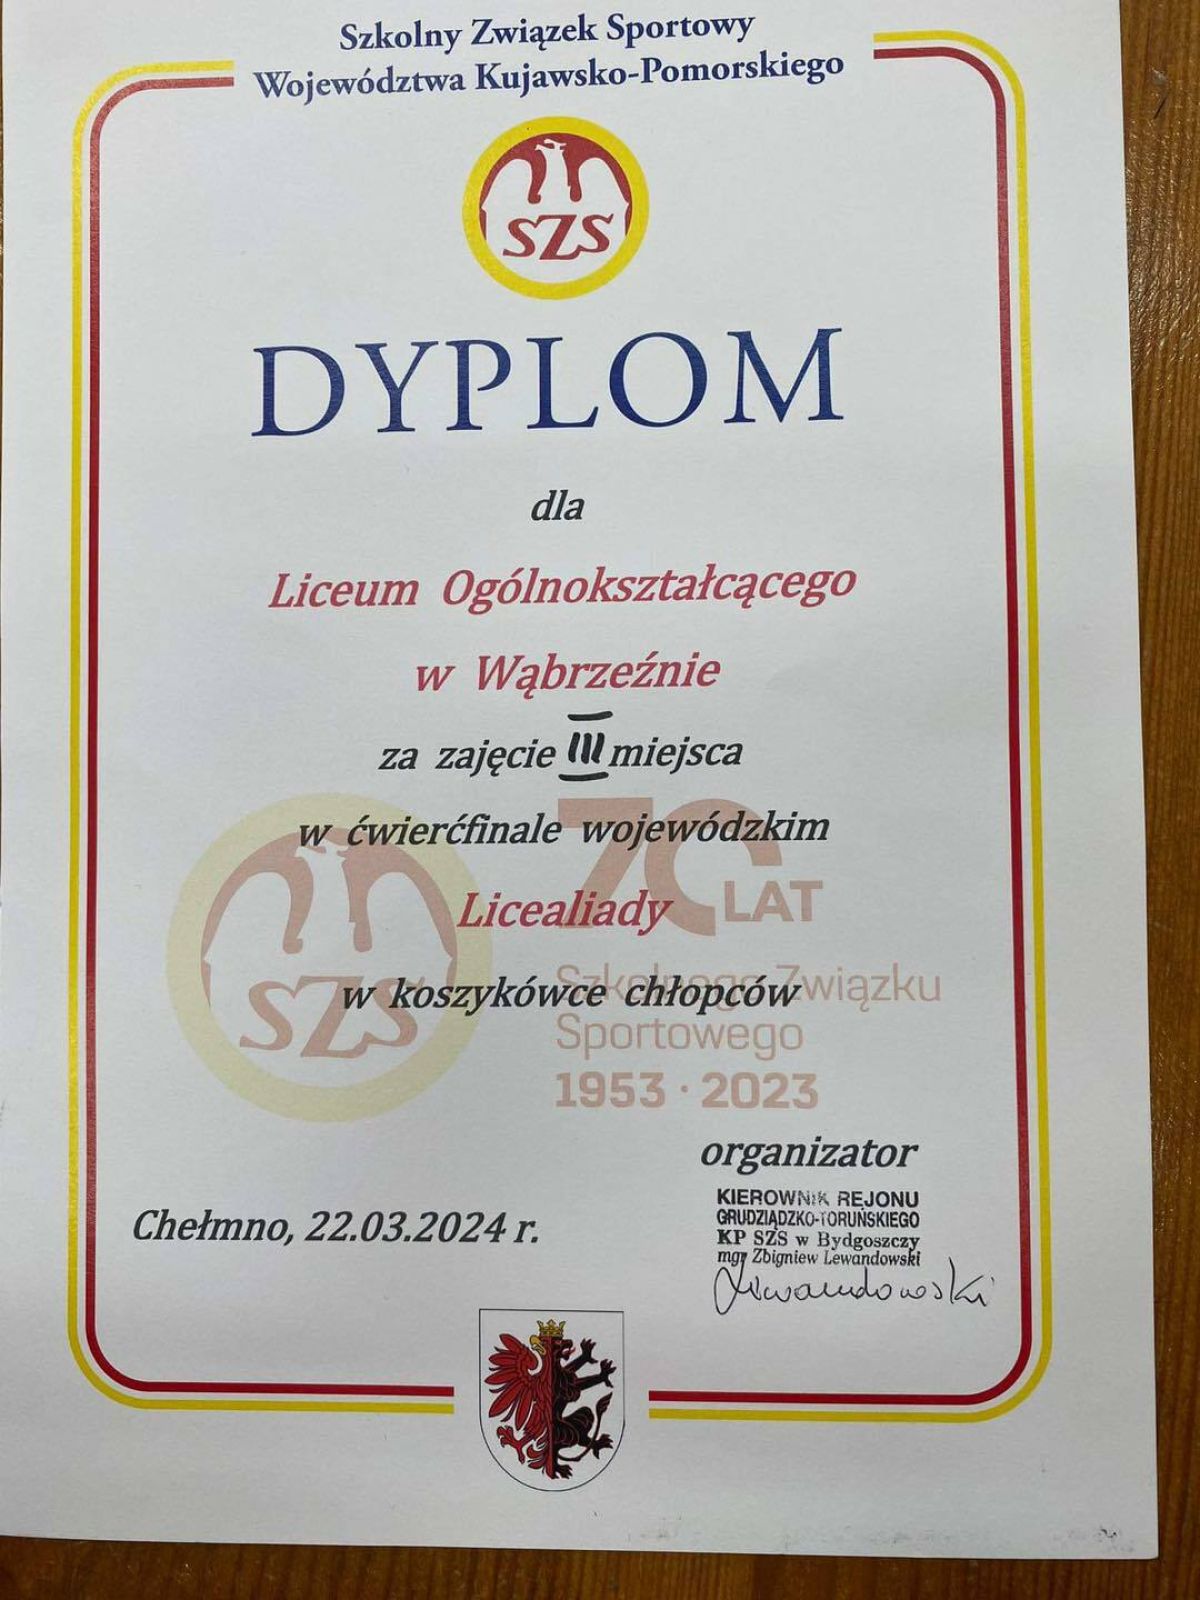 Szkolny Związek Sportowy
Województwa Kujawsko-Pomorskiego
SZS
DYPLOM
dla
Liceum Ogólnokształcącego
w Wąbrzeźnie
za zajęcie III miejsca
w ćwierćfinale wojewódzkim
Licealiady
w koszykówce chłopców
SZS
70 LAT
Szkolnego Związku
Sportowego
1953 · 2023
organizator
KIEROWNIK REJONU
GRUDZIĄDZKO-TORUŃSKIEGO
KP SZS w Bydgoszczy
mgr Zbigniew Lewandowski
Lewandowski
Chełmno, 22.03.2024 r.